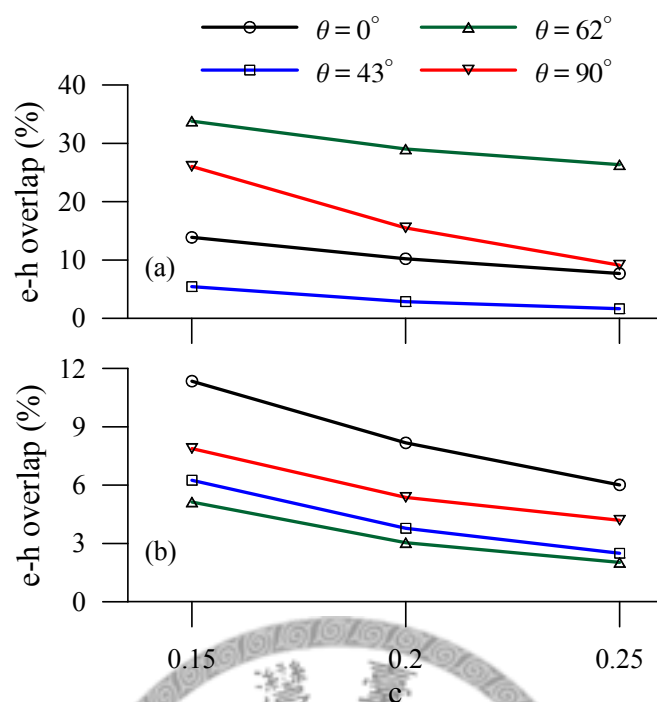 θ = 0° θ = 62°
θ = 43° θ = 90°
40
30
20
10
0
e-h overlap (%)
(a)
12
9
6
3
0
e-h overlap (%)
(b)
0.15 0.2 0.25
c